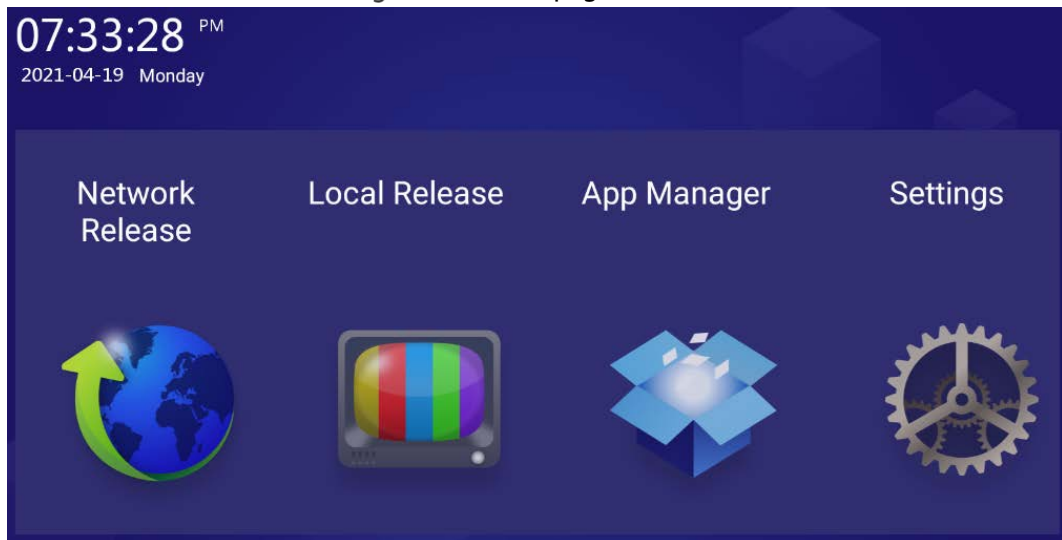 07:33:28 PM
2021-04-19 Monday
Network
Release
Local Release
App Manager
Settings